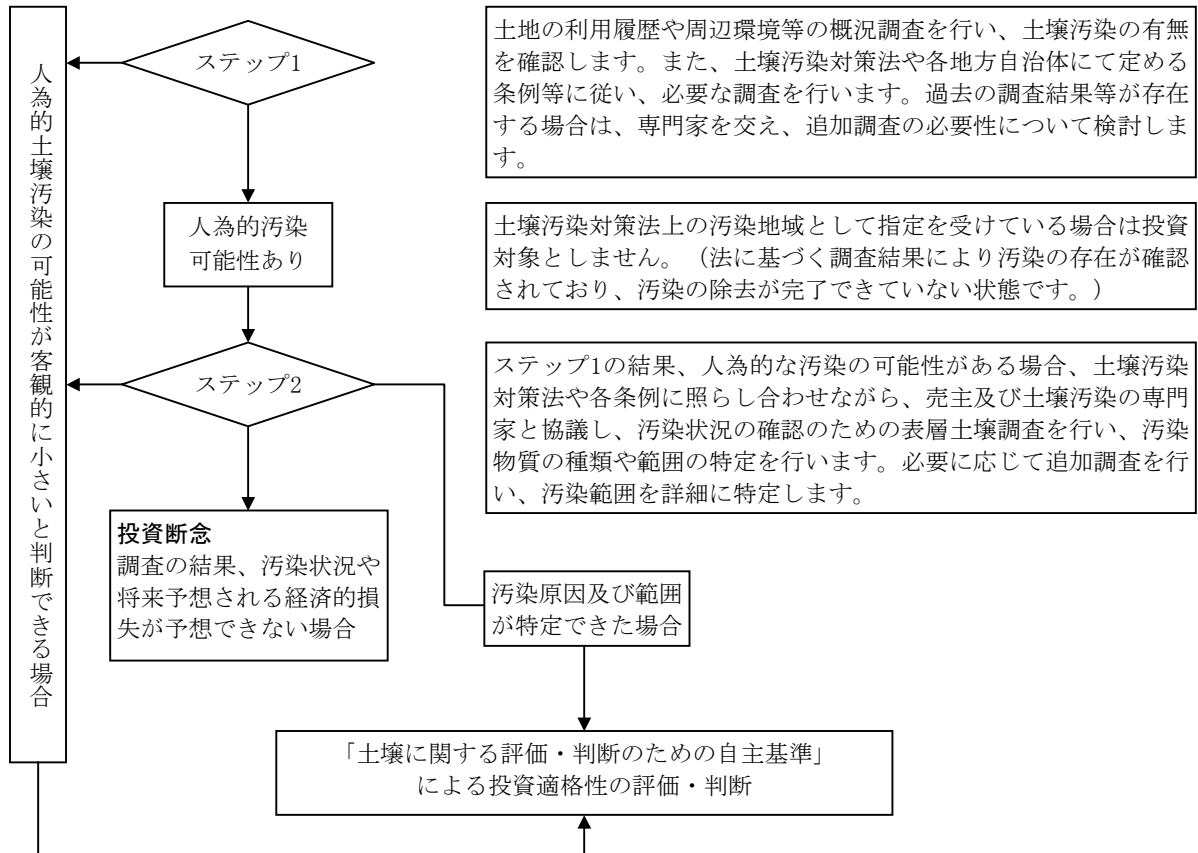 人為的土壌汚染の可能性が客観的に小さいと判断できる場合
ステップ1
土地の利用履歴や周辺環境等の概況調査を行い、土壌汚染の有無
を確認します。また、土壌汚染対策法や各地方自治体にて定める
条例等に従い、必要な調査を行います。過去の調査結果等が存在
する場合は、専門家を交え、追加調査の必要性について検討しま
す。
人為的汚染
可能性あり
土壌汚染対策法上の汚染地域として指定を受けている場合は投資
対象としません。（法に基づく調査結果により汚染の存在が確認
されており、汚染の除去が完了できていない状態です。）
ステップ2
ステップ1の結果、人為的な汚染の可能性がある場合、土壌汚染
対策法や各条例に照らし合わせながら、売主及び土壌汚染の専門
家と協議し、汚染状況の確認のための表層土壌調査を行い、汚染
物質の種類や範囲の特定を行います。必要に応じて追加調査を行
い、汚染範囲を詳細に特定します。
投資断念
調査の結果、汚染状況や
将来予想される経済的損
失が予想できない場合
汚染原因及び範囲
が特定できた場合
「土壌に関する評価・判断のための自主基準」
による投資適格性の評価・判断